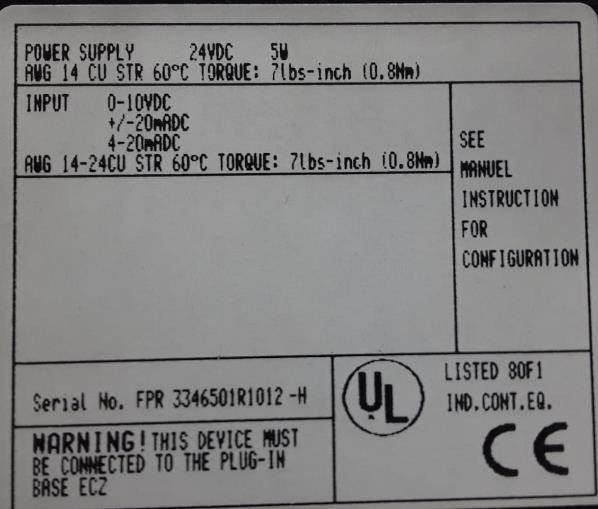 POWER SUPPLY 24VDC 5W
AWG 14 CU STR 60°C TORQUE: 7lbs-inch (0.8Nm)
INPUT 0-10VDC
+/-20mADC
4-20mADC
AWG 14-24CU STR 60°C TORQUE: 7lbs-inch (0.8Nm)
SEE
MANUEL
INSTRUCTION
FOR
CONFIGURATION
Serial No. FPR 3346501R1012 -H
WARNING! THIS DEVICE MUST
BE CONNECTED TO THE PLUG-IN
BASE ECZ
UL
LISTED 80F1
IND.CONT.EQ.
CE